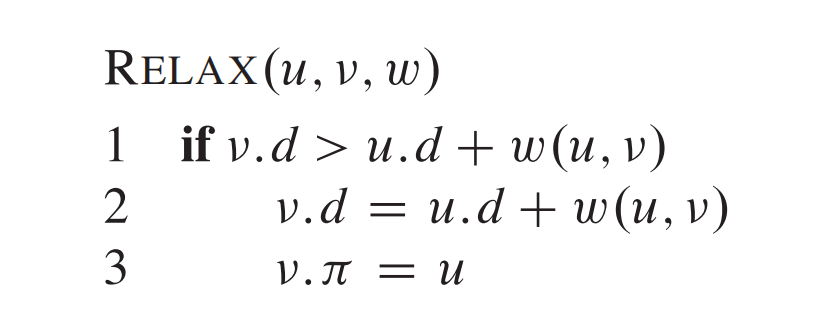 RELAX(u, v, w)
1 if v.d > u.d + w(u, v)
2 v.d = u.d + w(u, v)
3 v.π = u